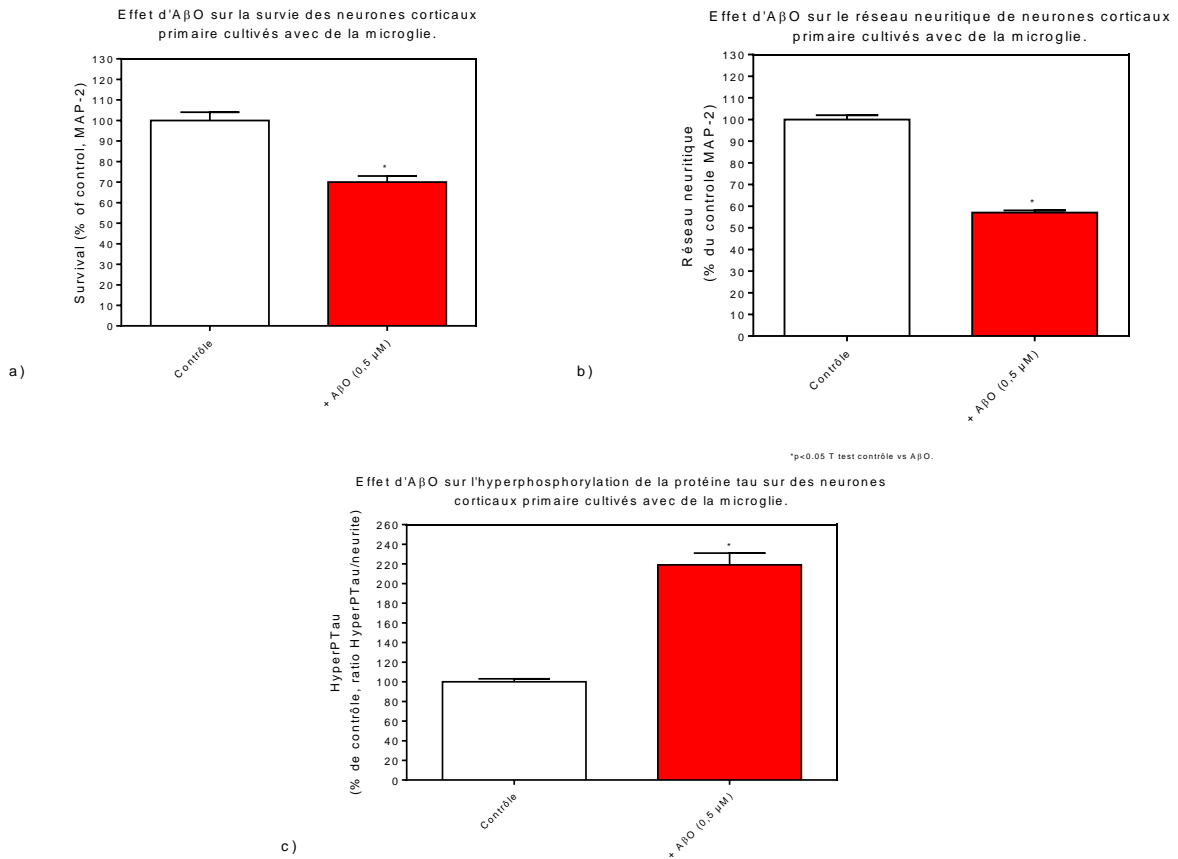 Effet d'AβO sur la survie des neurones corticaux
primaire cultivés avec de la microglie.
Survival (% of control, MAP-2)
130
120
110
100
90
80
70
60
50
40
30
20
10
0
*
Contrôle
+ AβO (0,5 µM)
a)
Effet d'AβO sur le réseau neuritique de neurones corticaux
primaire cultivés avec de la microglie.
Réseau neuritique
(% du controle MAP-2)
130
120
110
100
90
80
70
60
50
40
30
20
10
0
*
Contrôle
+ AβO (0,5 µM)
b)
*p<0.05 T test contrôle vs AβO.
Effet d'AβO sur l'hyperphosphorylation de la protéine tau sur des neurones
corticaux primaire cultivés avec de la microglie.
HyperPTau
(% de contrôle, ratio HyperPTau/neurite)
260
240
220
200
180
160
140
120
100
80
60
40
20
0
*
Contrôle
+ AβO (0,5 µM)
c)